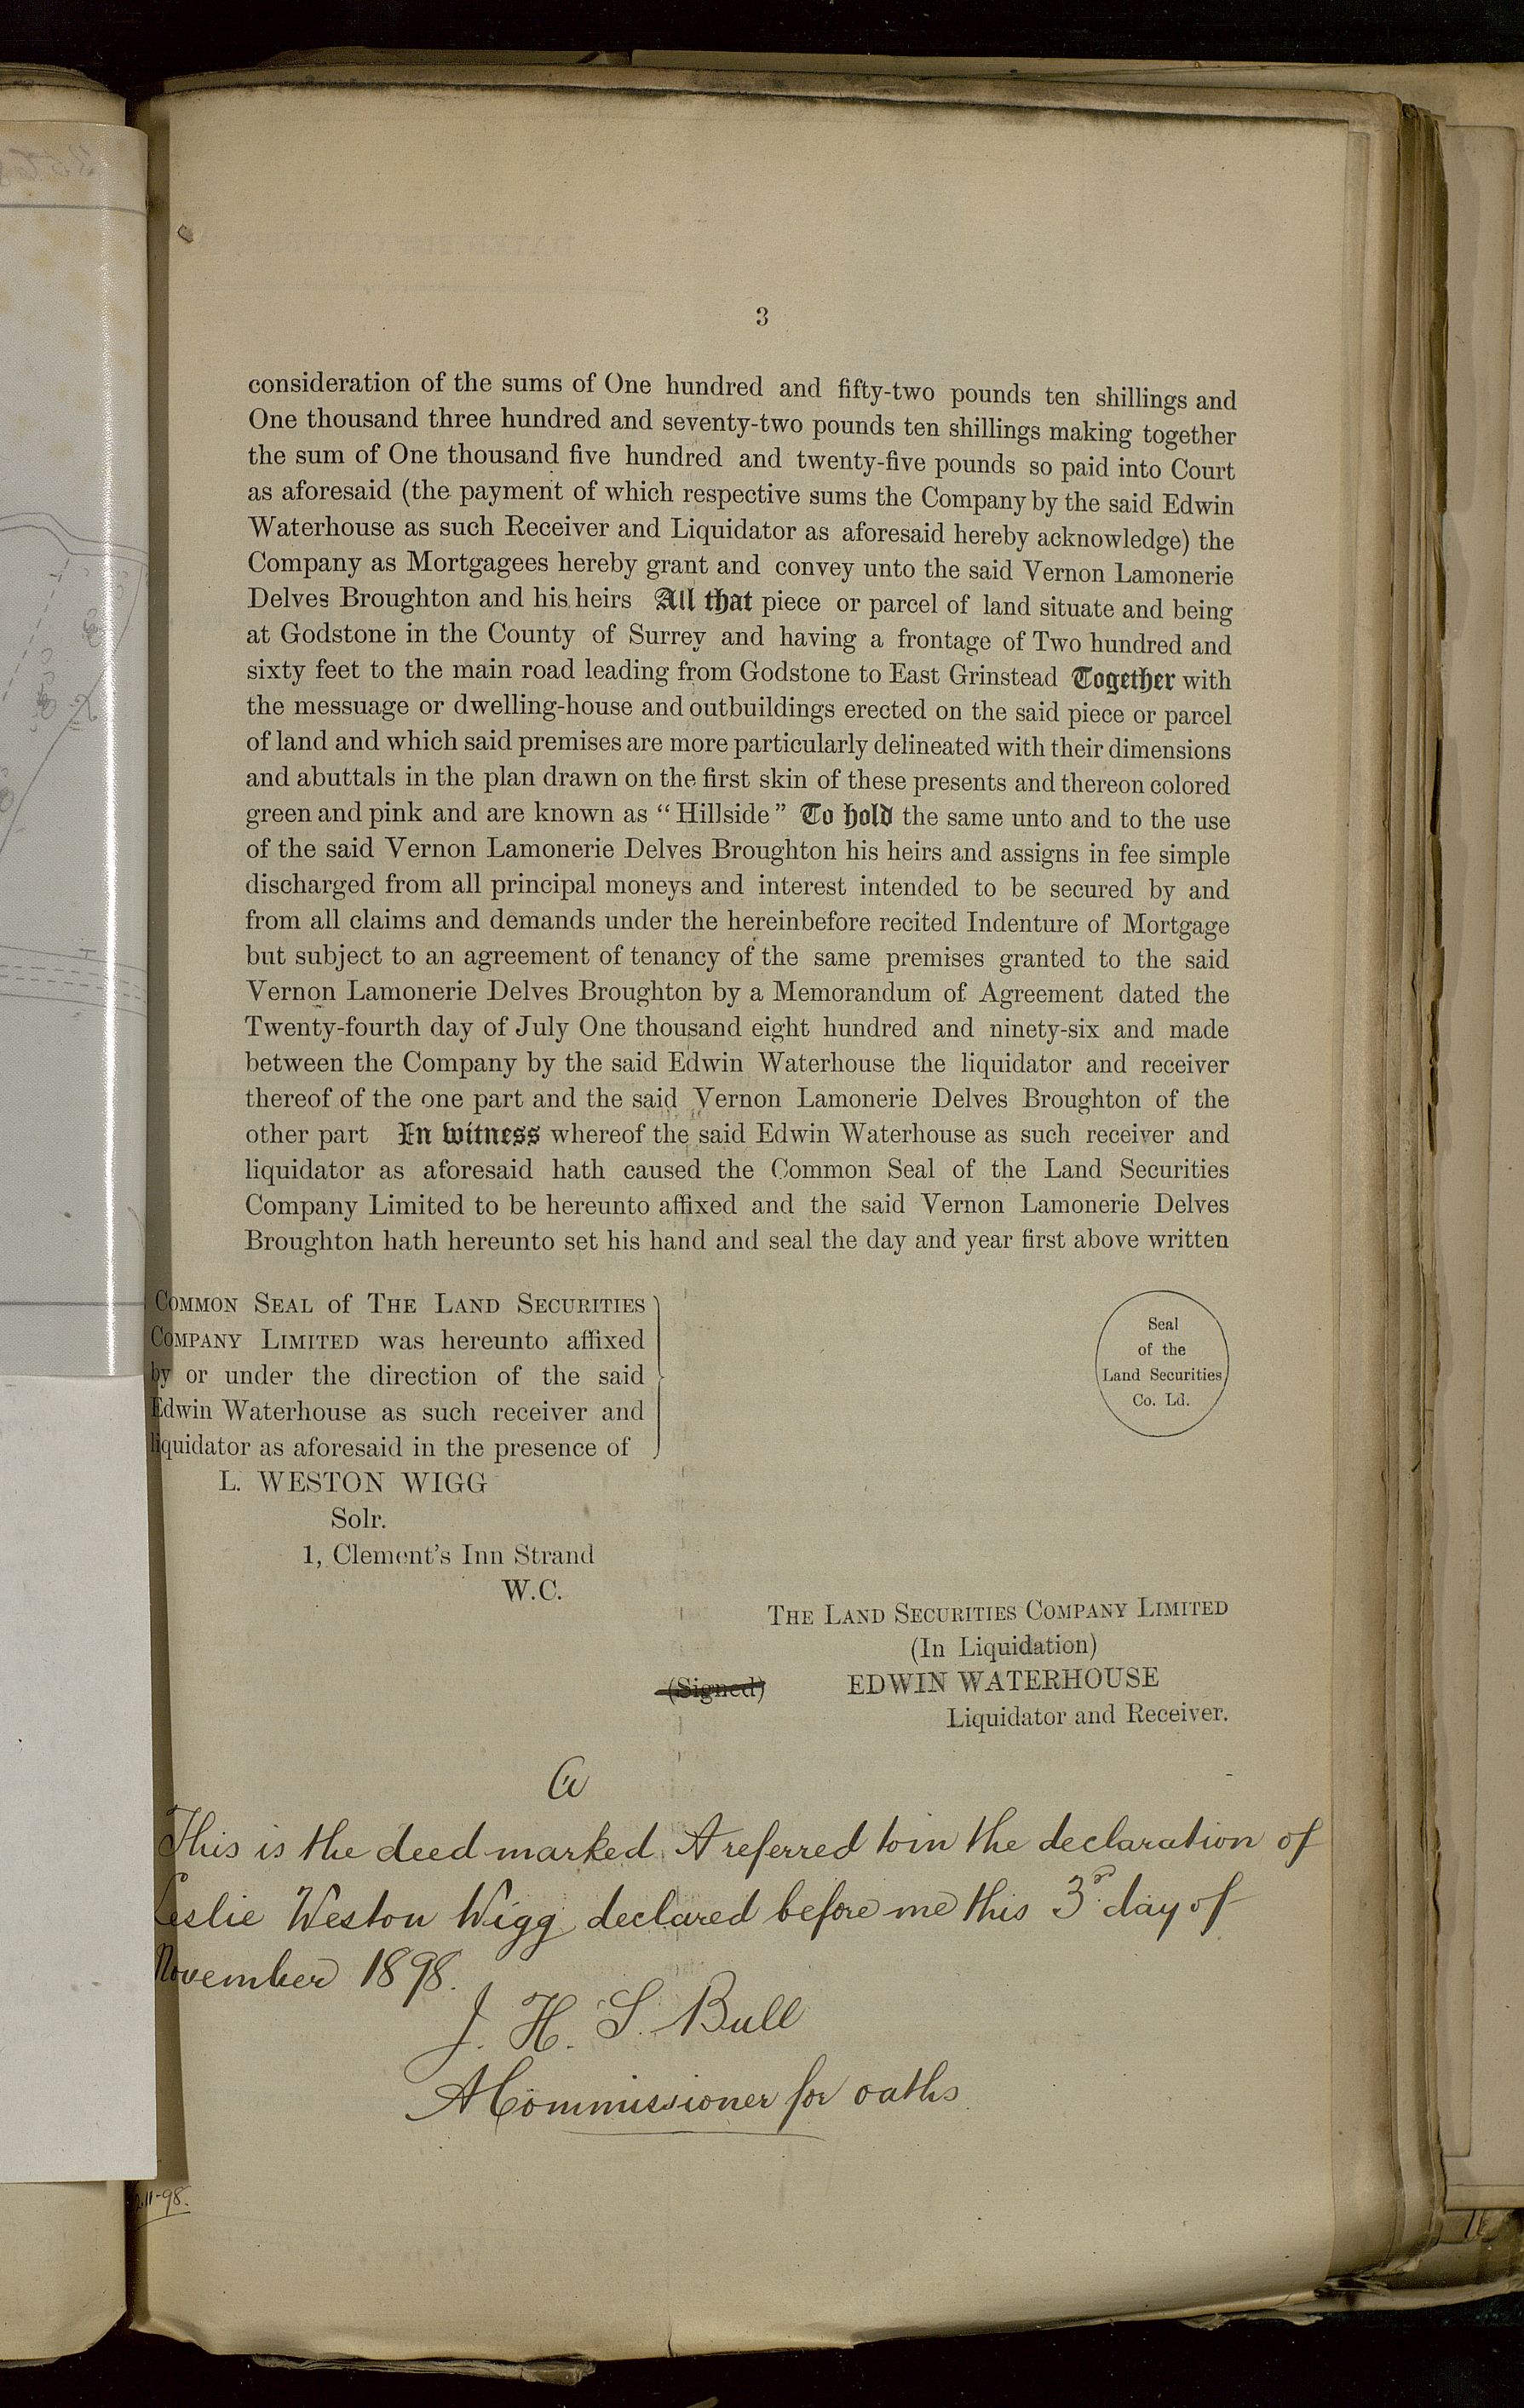 3
consideration of the sums of One hundred and fifty-two pounds ten shillings and
One thousand three hundred and seventy-two pounds ten shillings making together
the sum of One thousand five hundred and twenty-five pounds so paid into Court
as aforesaid (the payment of which respective sums the Company by the said Edwin
Waterhouse as such Receiver and Liquidator as aforesaid hereby acknowledge) the
Company as Mortgagees hereby grant and convey unto the said Vernon Lamonerie
Delves Broughton and his heirs All that piece or parcel of land situate and being
at Godstone in the County of Surrey and having a frontage of Two hundred and
sixty feet to the main road leading from Godstone to East Grinstead Together with
the messuage or dwelling-house and outbuildings erected on the said piece or parcel
of land and which said premises are more particularly delineated with their dimensions
and abuttals in the plan drawn on the first skin of these presents and thereon colored
green and pink and are known as "Hillside" To hold the same unto and to the use
of the said Vernon Lamonerie Delves Broughton his heirs and assigns in fee simple
discharged from all principal moneys and interest intended to be secured by and
from all claims and demands under the hereinbefore recited Indenture of Mortgage
but subject to an agreement of tenancy of the same premises granted to the said
Vernon Lamonerie Delves Broughton by a Memorandum of Agreement dated the
Twenty-fourth day of July One thousand eight hundred and ninety-six and made
between the Company by the said Edwin Waterhouse the liquidator and receiver
thereof of the one part and the said Vernon Lamonerie Delves Broughton of the
other part In witness whereof the said Edwin Waterhouse as such receiver and
liquidator as aforesaid hath caused the Common Seal of the Land Securities
Company Limited to be hereunto affixed and the said Vernon Lamonerie Delves
Broughton hath hereunto set his hand and seal the day and year first above written
COMMON SEAL of THE LAND SECURITIES
COMPANY LIMITED was hereunto affixed
by or under the direction of the said
Edwin Waterhouse as such receiver and
liquidator as aforesaid in the presence of
L. WESTON WIGG
Solr.
1, Clement's Inn Strand
W.C.
Seal
of the
Land Securities
Co. Ld.
THE LAND SECURITIES COMPANY LIMITED
(In Liquidation)
(Signed) EDWIN WATERHOUSE
Liquidator and Receiver.
A
This is the deed marked A referred to in the declaration of
Leslie Weston Wigg declared before me this 3rd day of
November 1898.
J. H. S. Bull
A Commissioner for oaths
11-98.